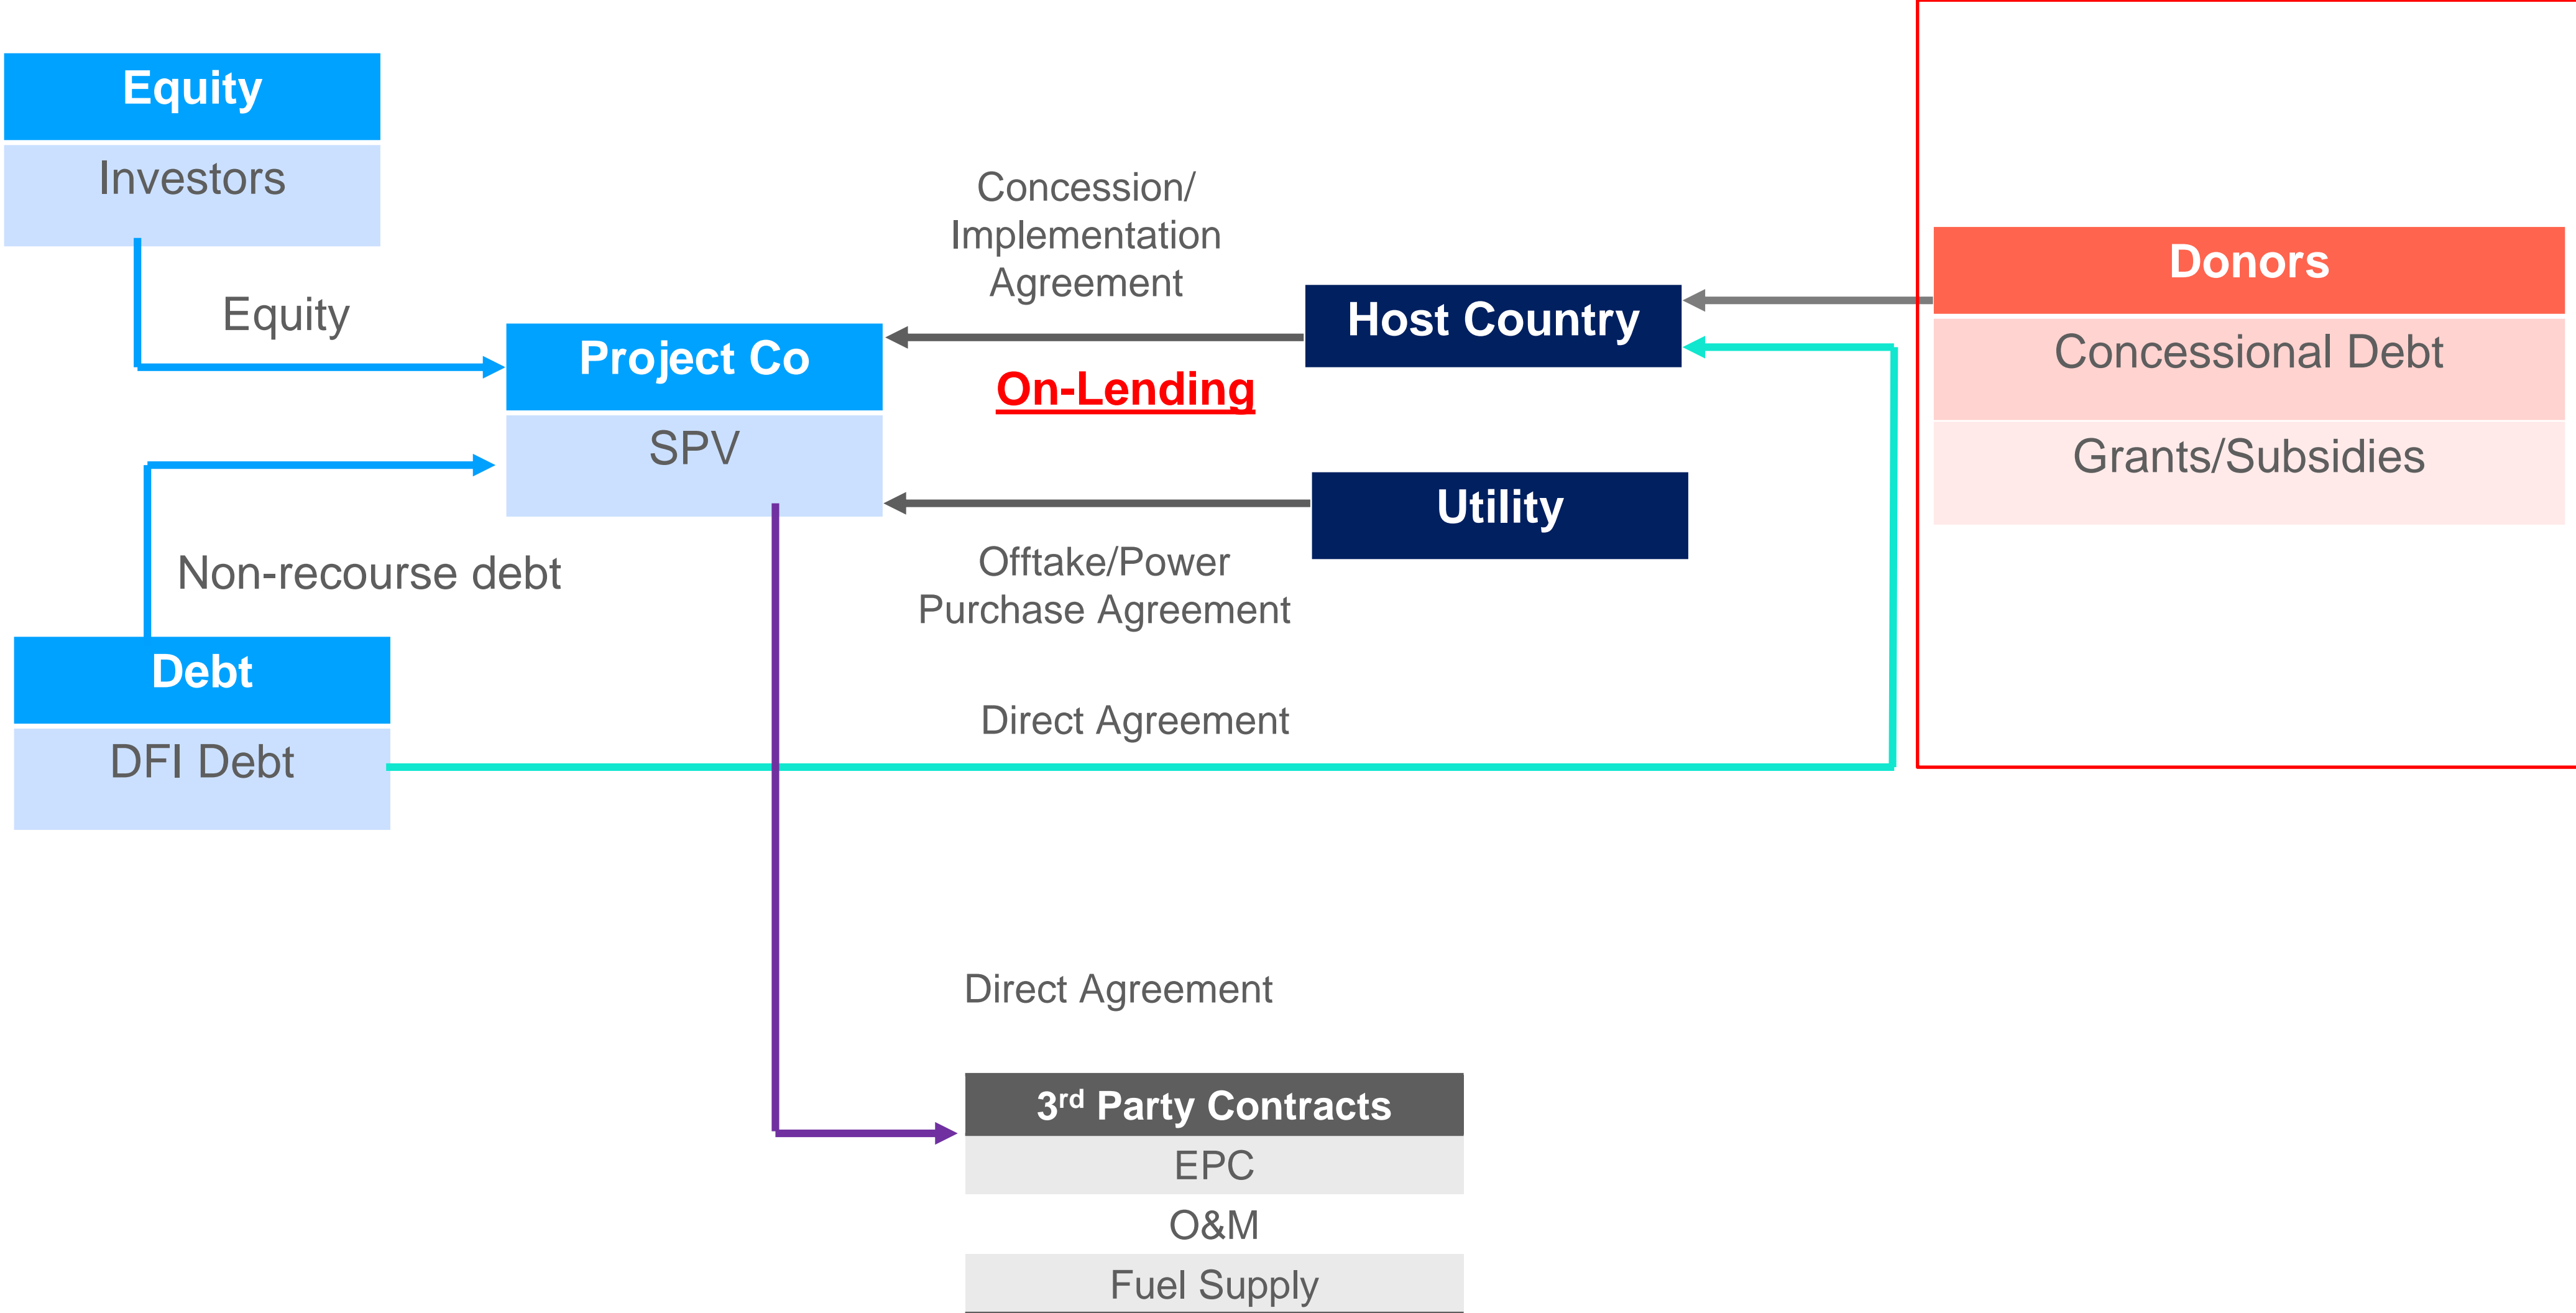 Equity
Investors
Equity
Project Co
SPV
Non-recourse debt
Debt
DFI Debt
Concession/
Implementation
Agreement
On-Lending
Host Country
Utility
Offtake/Power
Purchase Agreement
Direct Agreement
Donors
Concessional Debt
Grants/Subsidies
Direct Agreement
3rd Party Contracts
EPC
O&M
Fuel Supply